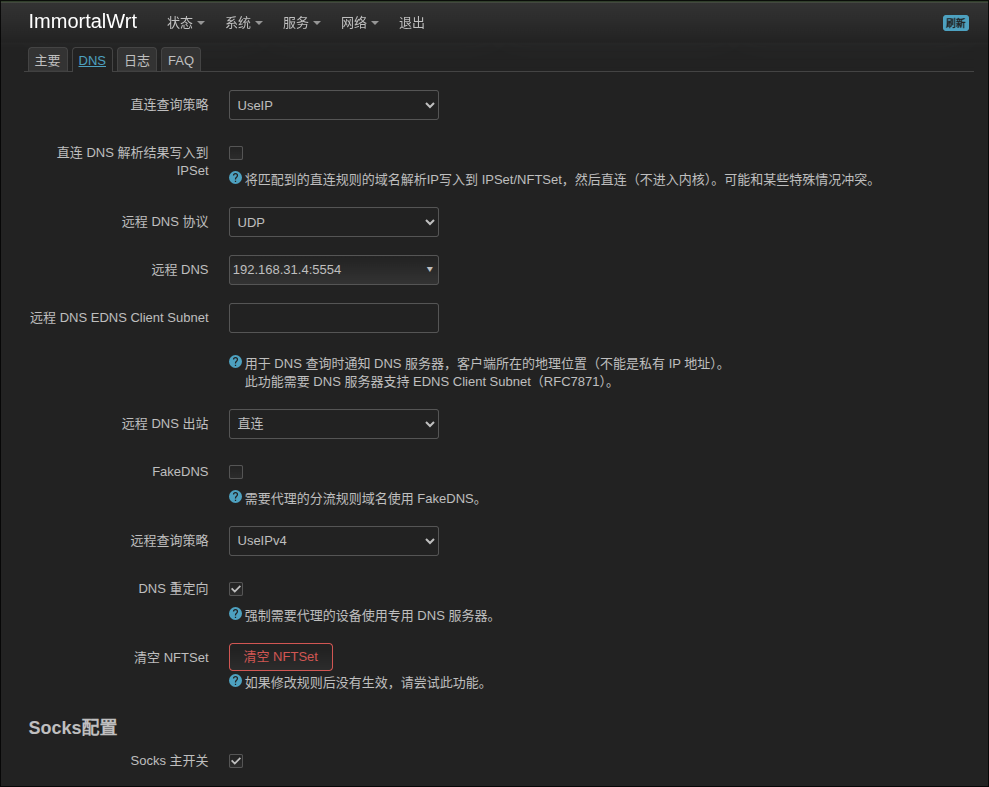 ImmortalWrt 状态 系统 服务 网络 退出 刷新
主要 DNS 日志 FAQ
直连查询策略 UseIP
直连 DNS 解析结果写入到
IPSet
将匹配到的直连规则的域名解析IP写入到 IPSet/NFTSet，然后直连（不进入内核）。可能和某些特殊情况冲突。
远程 DNS 协议 UDP
远程 DNS 192.168.31.4:5554
远程 DNS EDNS Client Subnet
用于 DNS 查询时通知 DNS 服务器，客户端所在的地理位置（不能是私有 IP 地址）。
此功能需要 DNS 服务器支持 EDNS Client Subnet（RFC7871）。
远程 DNS 出站 直连
FakeDNS
需要代理的分流规则域名使用 FakeDNS。
远程查询策略 UseIPv4
DNS 重定向
强制需要代理的设备使用专用 DNS 服务器。
清空 NFTSet 清空 NFTSet
如果修改规则后没有生效，请尝试此功能。
Socks配置
Socks 主开关